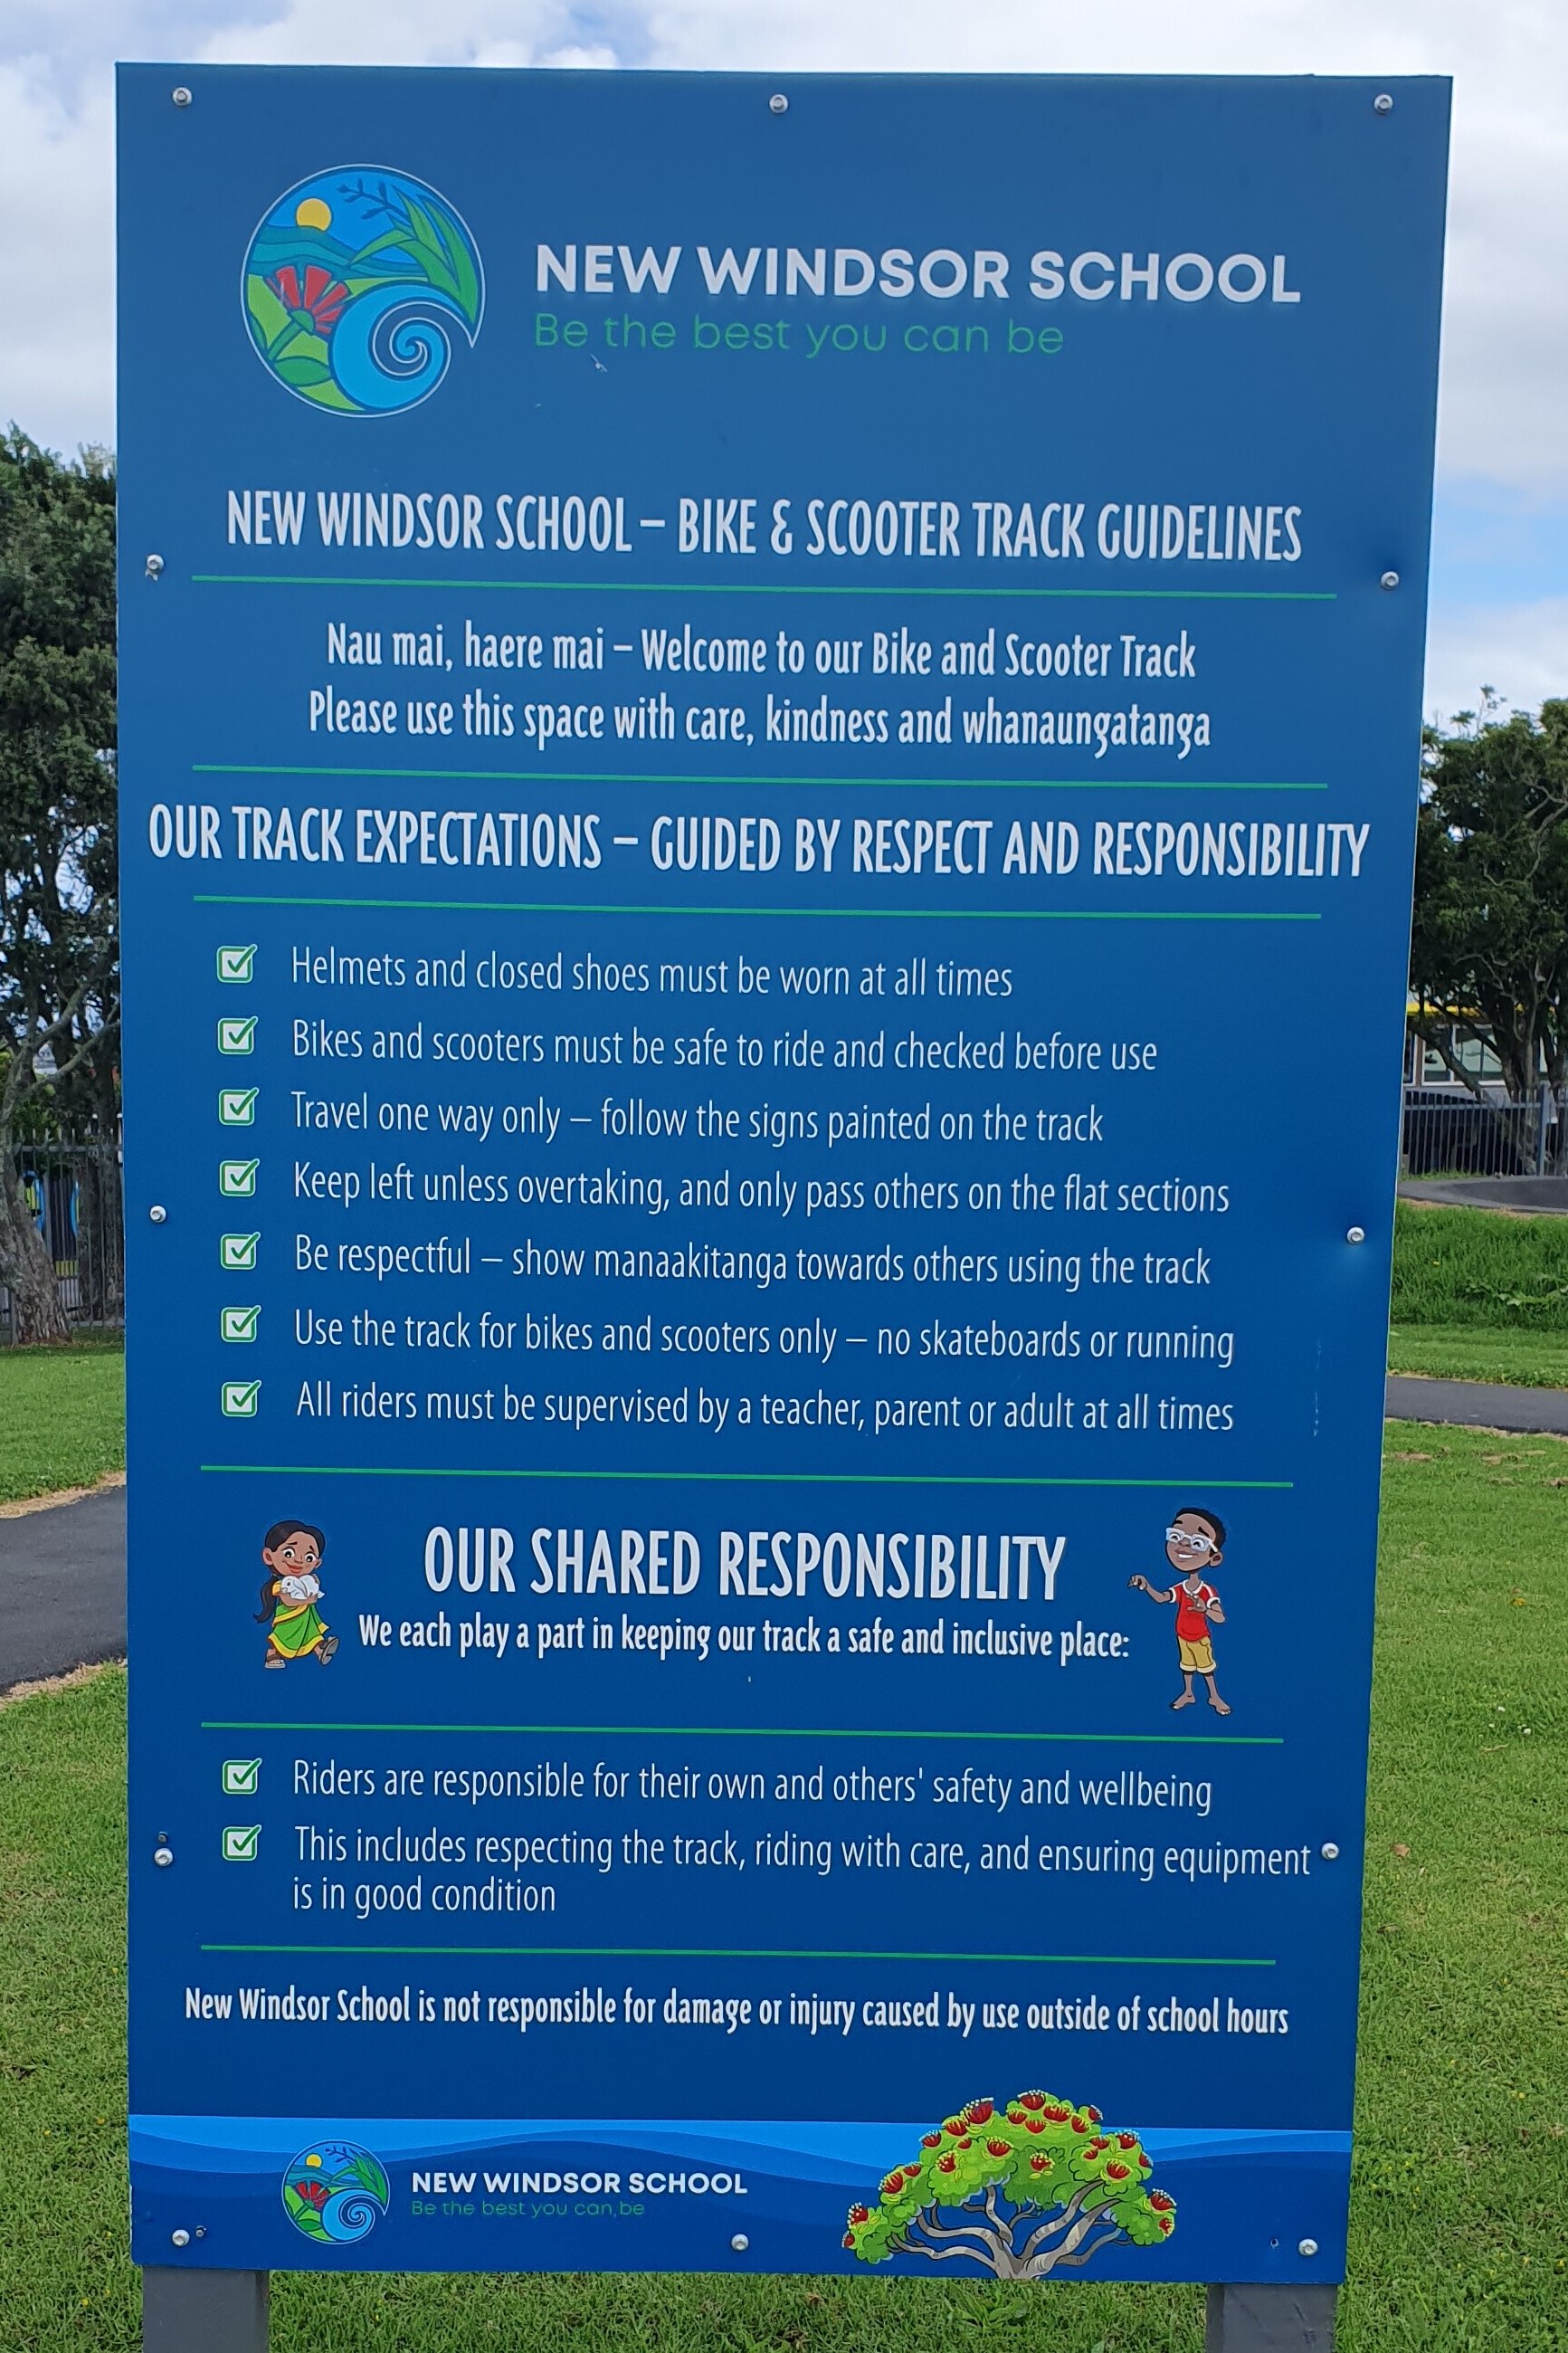 NEW WINDSOR SCHOOL
Be the best you can be
NEW WINDSOR SCHOOL – BIKE & SCOOTER TRACK GUIDELINES
Nau mai, haere mai – Welcome to our Bike and Scooter Track
Please use this space with care, kindness and whanaungatanga
OUR TRACK EXPECTATIONS – GUIDED BY RESPECT AND RESPONSIBILITY
Helmets and closed shoes must be worn at all times
Bikes and scooters must be safe to ride and checked before use
Travel one way only – follow the signs painted on the track
Keep left unless overtaking, and only pass others on the flat sections
Be respectful – show manaakitanga towards others using the track
Use the track for bikes and scooters only – no skateboards or running
All riders must be supervised by a teacher, parent or adult at all times
OUR SHARED RESPONSIBILITY
We each play a part in keeping our track a safe and inclusive place:
Riders are responsible for their own and others' safety and wellbeing
This includes respecting the track, riding with care, and ensuring equipment
is in good condition
New Windsor School is not responsible for damage or injury caused by use outside of school hours
NEW WINDSOR SCHOOL
Be the best you can be